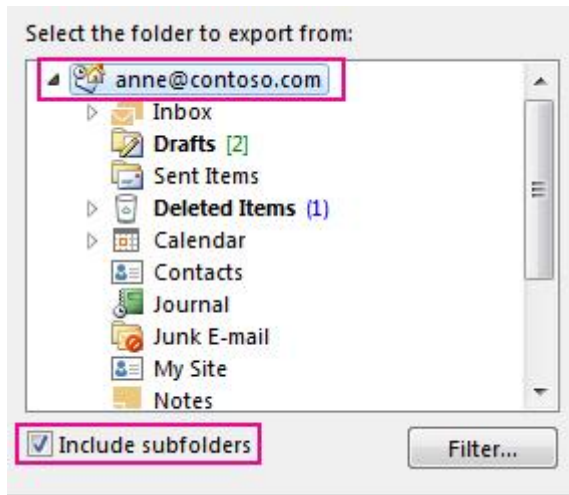 Select the folder to export from:
anne@contoso.com
Inbox
Drafts [2]
Sent Items
Deleted Items (1)
Calendar
Contacts
Journal
Junk E-mail
My Site
Notes
Include subfolders
Filter...